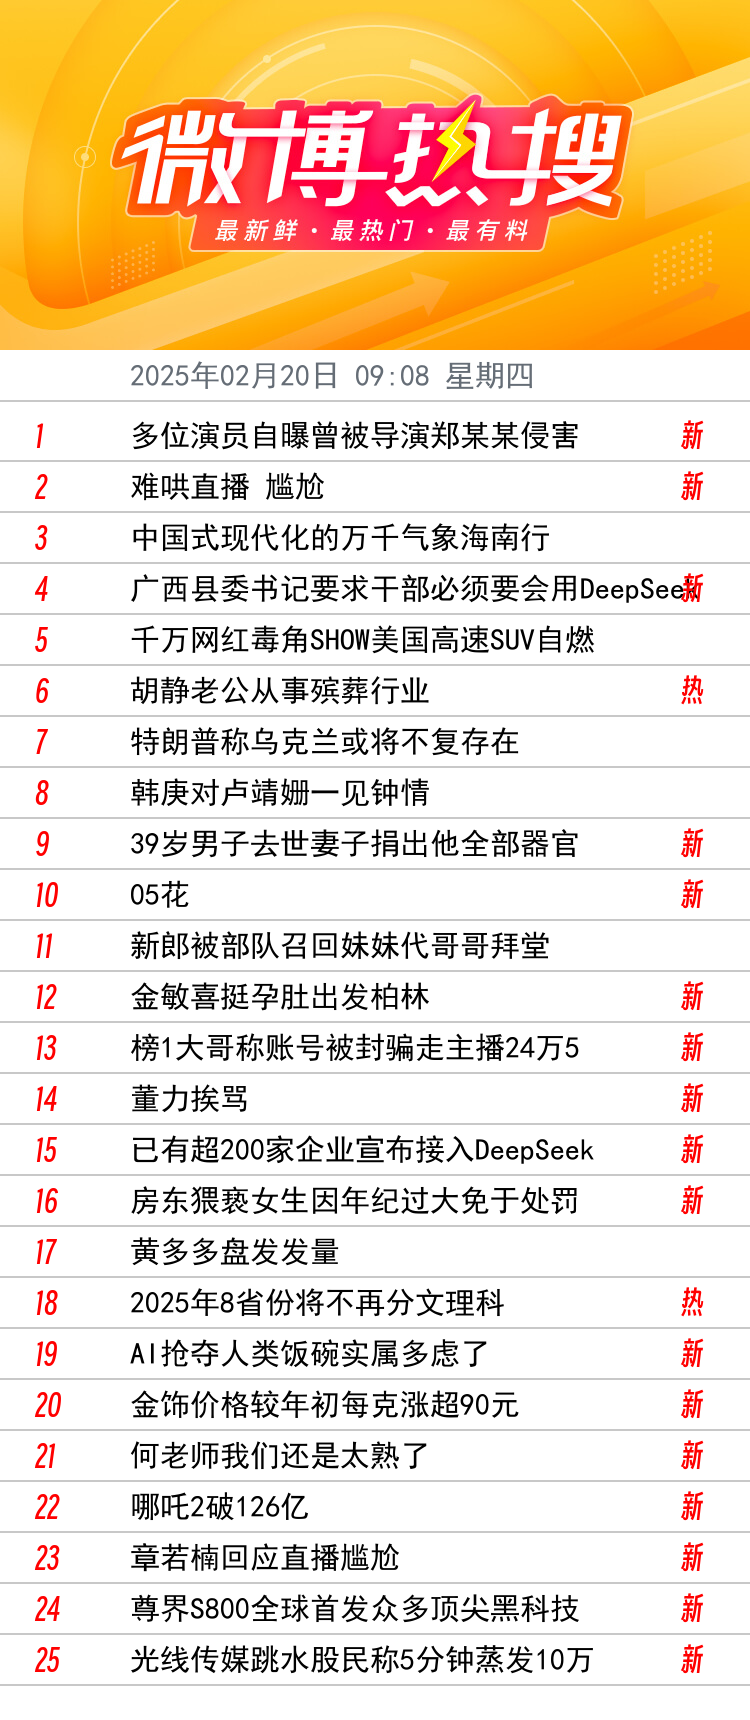 微博热搜
最新鲜·最热门·最有料
2025年02月20日 09:08 星期四
1 多位演员自曝曾被导演郑某某侵害 新
2 难哄直播 尴尬 新
3 中国式现代化的万千气象海南行
4 广西县委书记要求干部必须要会用DeepSeek 新
5 千万网红毒角SHOW美国高速SUV自燃
6 胡静老公从事殡葬行业 热
7 特朗普称乌克兰或将不复存在
8 韩庚对卢靖姗一见钟情
9 39岁男子去世妻子捐出他全部器官 新
10 05花 新
11 新郎被部队召回妹妹代哥哥拜堂
12 金敏喜挺孕肚出发柏林 新
13 榜1大哥称账号被封骗走主播24万5 新
14 董力挨骂 新
15 已有超200家企业宣布接入DeepSeek 新
16 房东猥亵女生因年纪过大免于处罚 新
17 黄多多盘发发量
18 2025年8省份将不再分文理科 热
19 AI抢夺人类饭碗实属多虑了 新
20 金饰价格较年初每克涨超90元 新
21 何老师我们还是太熟了 新
22 哪吒2破126亿 新
23 章若楠回应直播尴尬 新
24 尊界S800全球首发众多顶尖黑科技 新
25 光线传媒跳水股民称5分钟蒸发10万 新